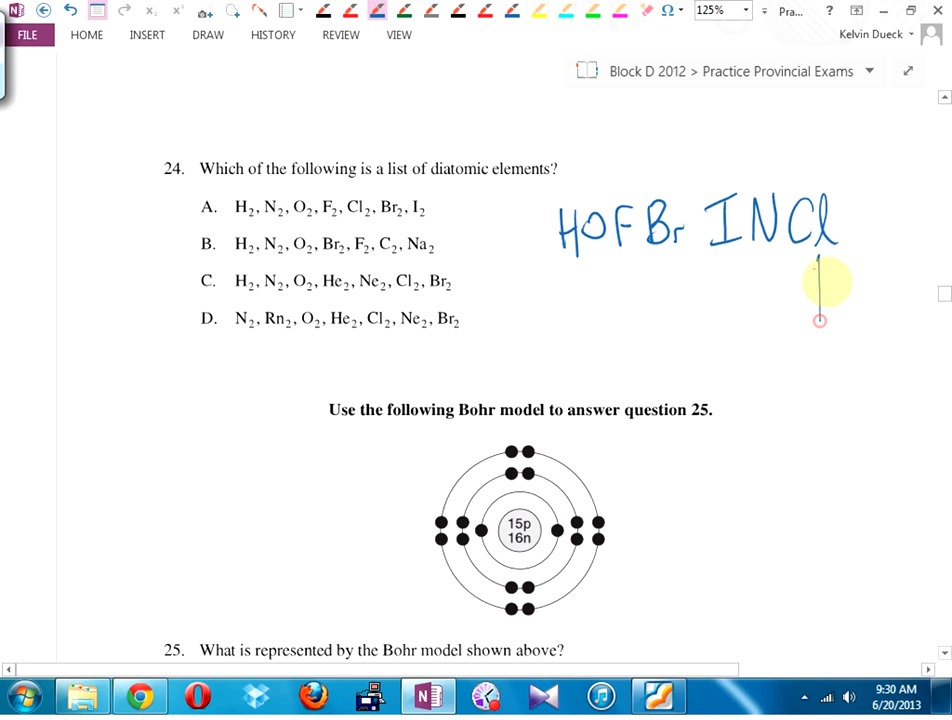 125% Pra... ?
FILE HOME INSERT DRAW HISTORY REVIEW VIEW Kelvin Dueck
Block D 2012 > Practice Provincial Exams
24. Which of the following is a list of diatomic elements?
A. H₂, N₂, O₂, F₂, Cl₂, Br₂, I₂
HOFBr INCl
B. H₂, N₂, O₂, Br₂, F₂, C₂, Na₂
C. H₂, N₂, O₂, He₂, Ne₂, Cl₂, Br₂
D. N₂, Rn₂, O₂, He₂, Cl₂, Ne₂, Br₂
Use the following Bohr model to answer question 25.
15p
16n
25. What is represented by the Bohr model shown above?
9:30 AM
6/20/2013